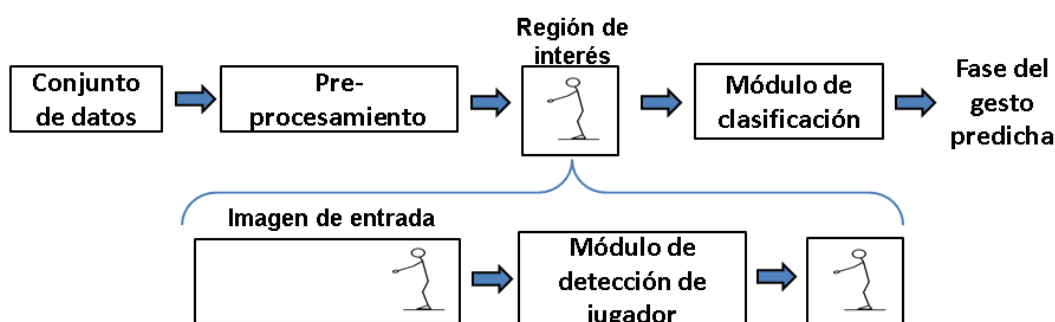 Región de
interés
Conjunto
de datos
Pre-
procesamiento
Módulo de
clasificación
Fase del
gesto
predicha
Imagen de entrada
Módulo de
detección de
jugador